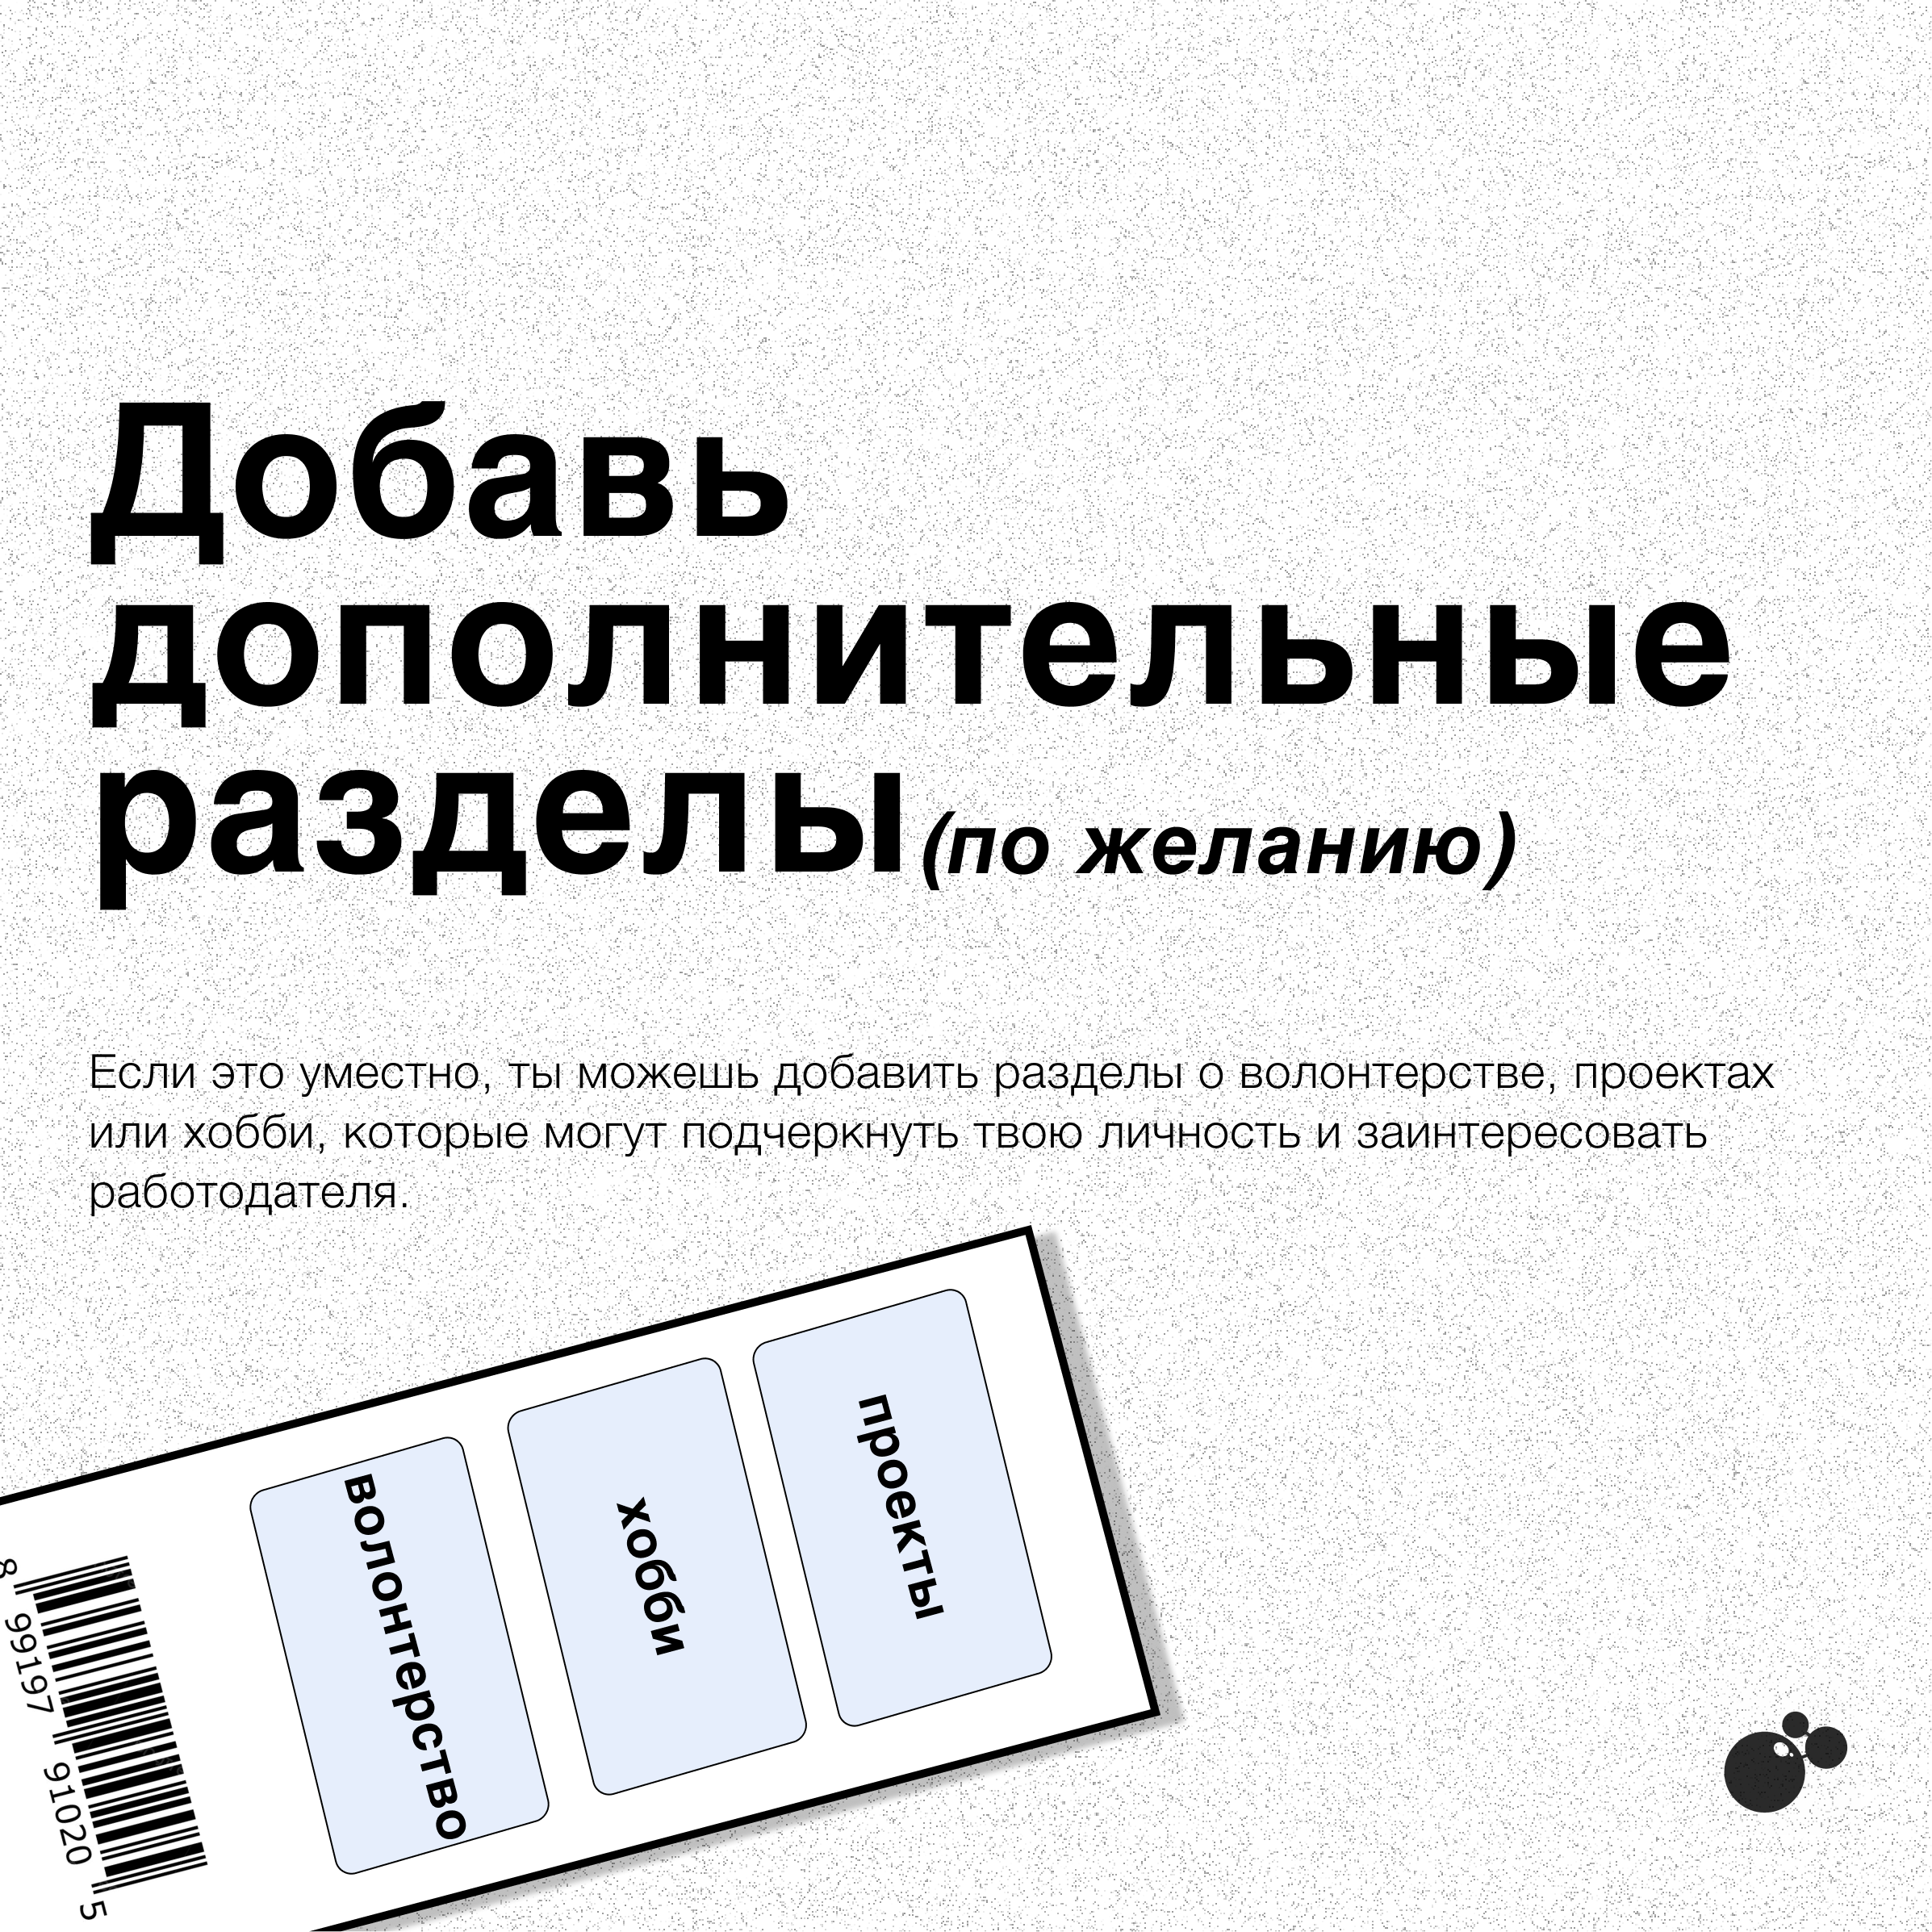 Добавь
дополнительные
разделы (по желанию)
Если это уместно, ты можешь добавить разделы о волонтерстве, проектах
или хобби, которые могут подчеркнуть твою личность и заинтересовать
работодателя.
проекты
хобби
волонтерство
8 99197 91020 5